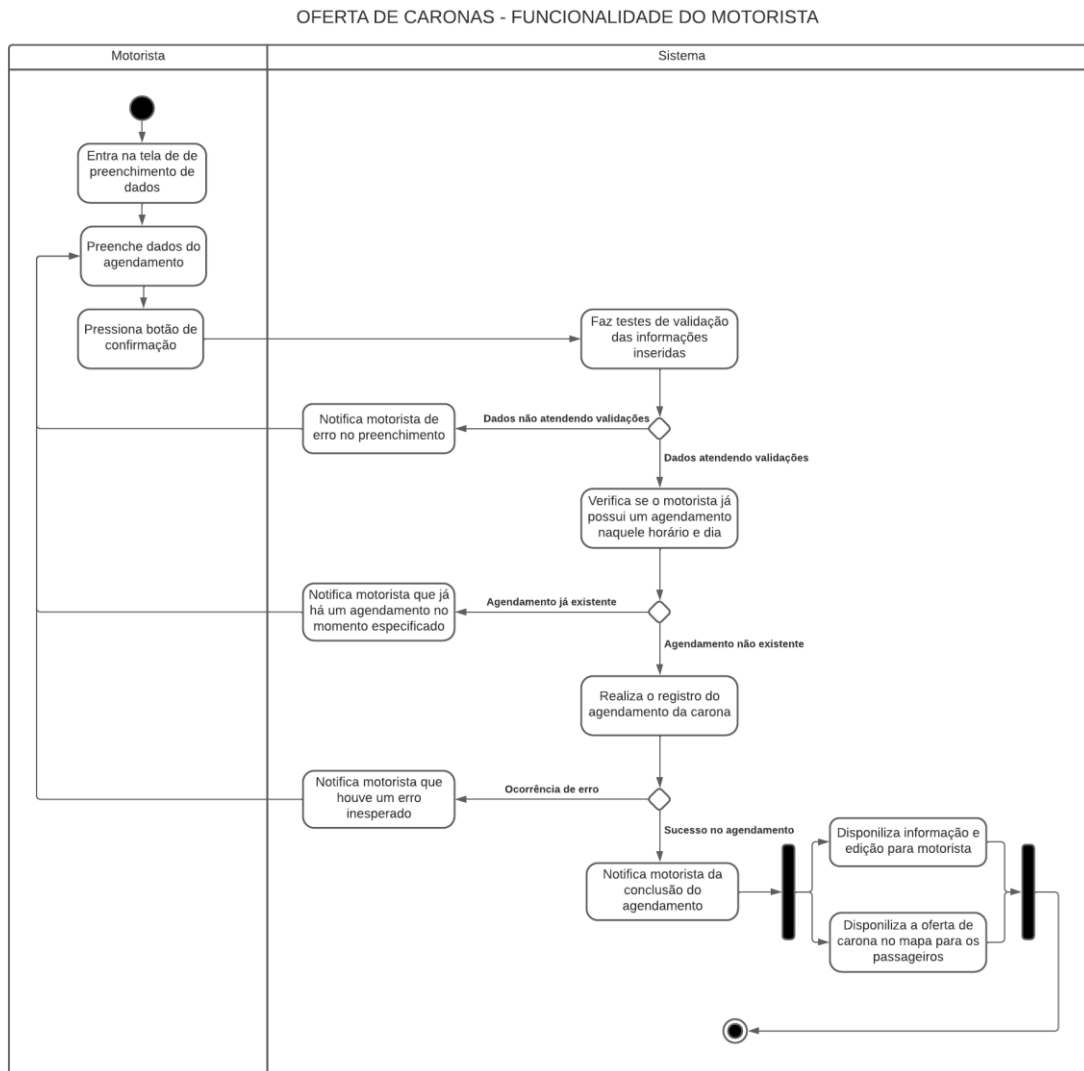 OFERTA DE CARONAS - FUNCIONALIDADE DO MOTORISTA
Motorista
Sistema
Entra na tela de de
preenchimento de
dados
Preenche dados do
agendamento
Pressiona botão de
confirmação
Faz testes de validação
das informações
inseridas
Dados não atendendo validações
Notifica motorista de
erro no preenchimento
Dados atendendo validações
Verifica se o motorista já
possui um agendamento
naquele horário e dia
Agendamento já existente
Notifica motorista que já
há um agendamento no
momento especificado
Agendamento não existente
Realiza o registro do
agendamento da carona
Ocorrência de erro
Notifica motorista que
houve um erro
inesperado
Sucesso no agendamento
Notifica motorista da
conclusão do
agendamento
Disponiliza informação e
edição para motorista
Disponiliza a oferta de
carona no mapa para os
passageiros